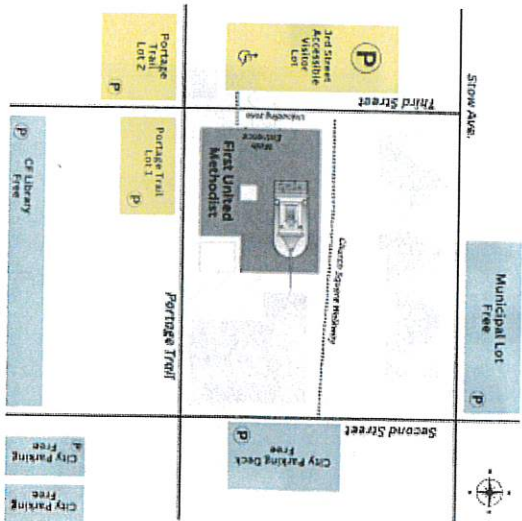 Stow Ave.
Municipal Lot
Free
P
P
3rd Street
Accessible
Visitor
Lot
Third Street
Church Square Walkway
Second Street
City Parking Deck
Free
P
Unloading zone
Main
Entrance
First United
Methodist
Portage
Trail
Lot 2
P
Portage Trail
Lot 1
P
Portage Trail
CF Library
Free
P
P
City Parking
Free
City Parking
Free